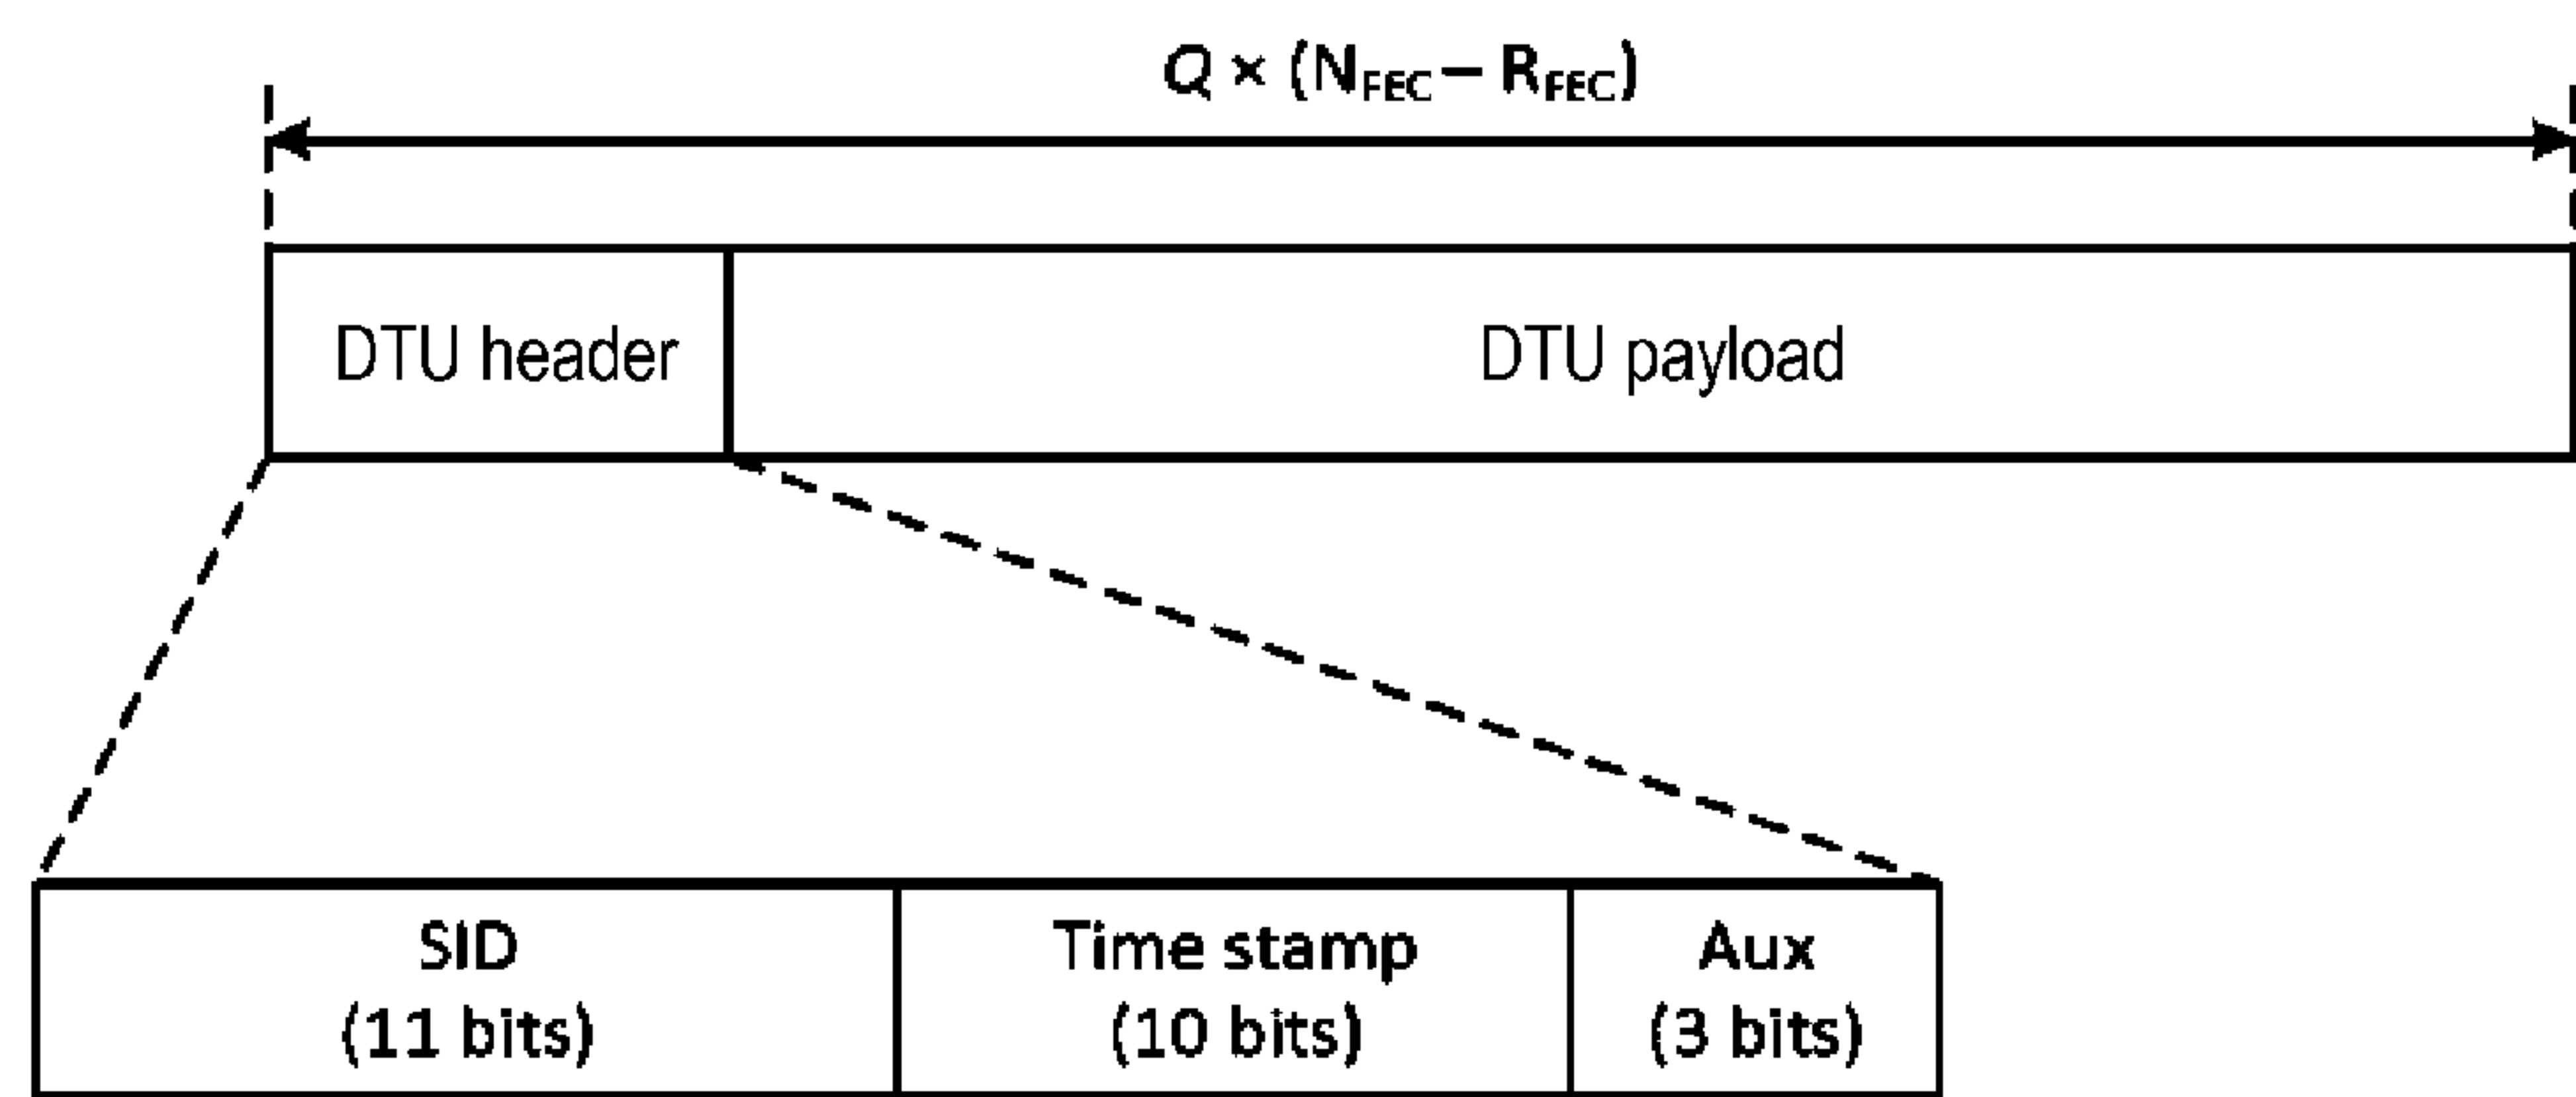 Q × (NFEC – RFEC)
DTU header
DTU payload
SID
(11 bits)
Time stamp
(10 bits)
Aux
(3 bits)